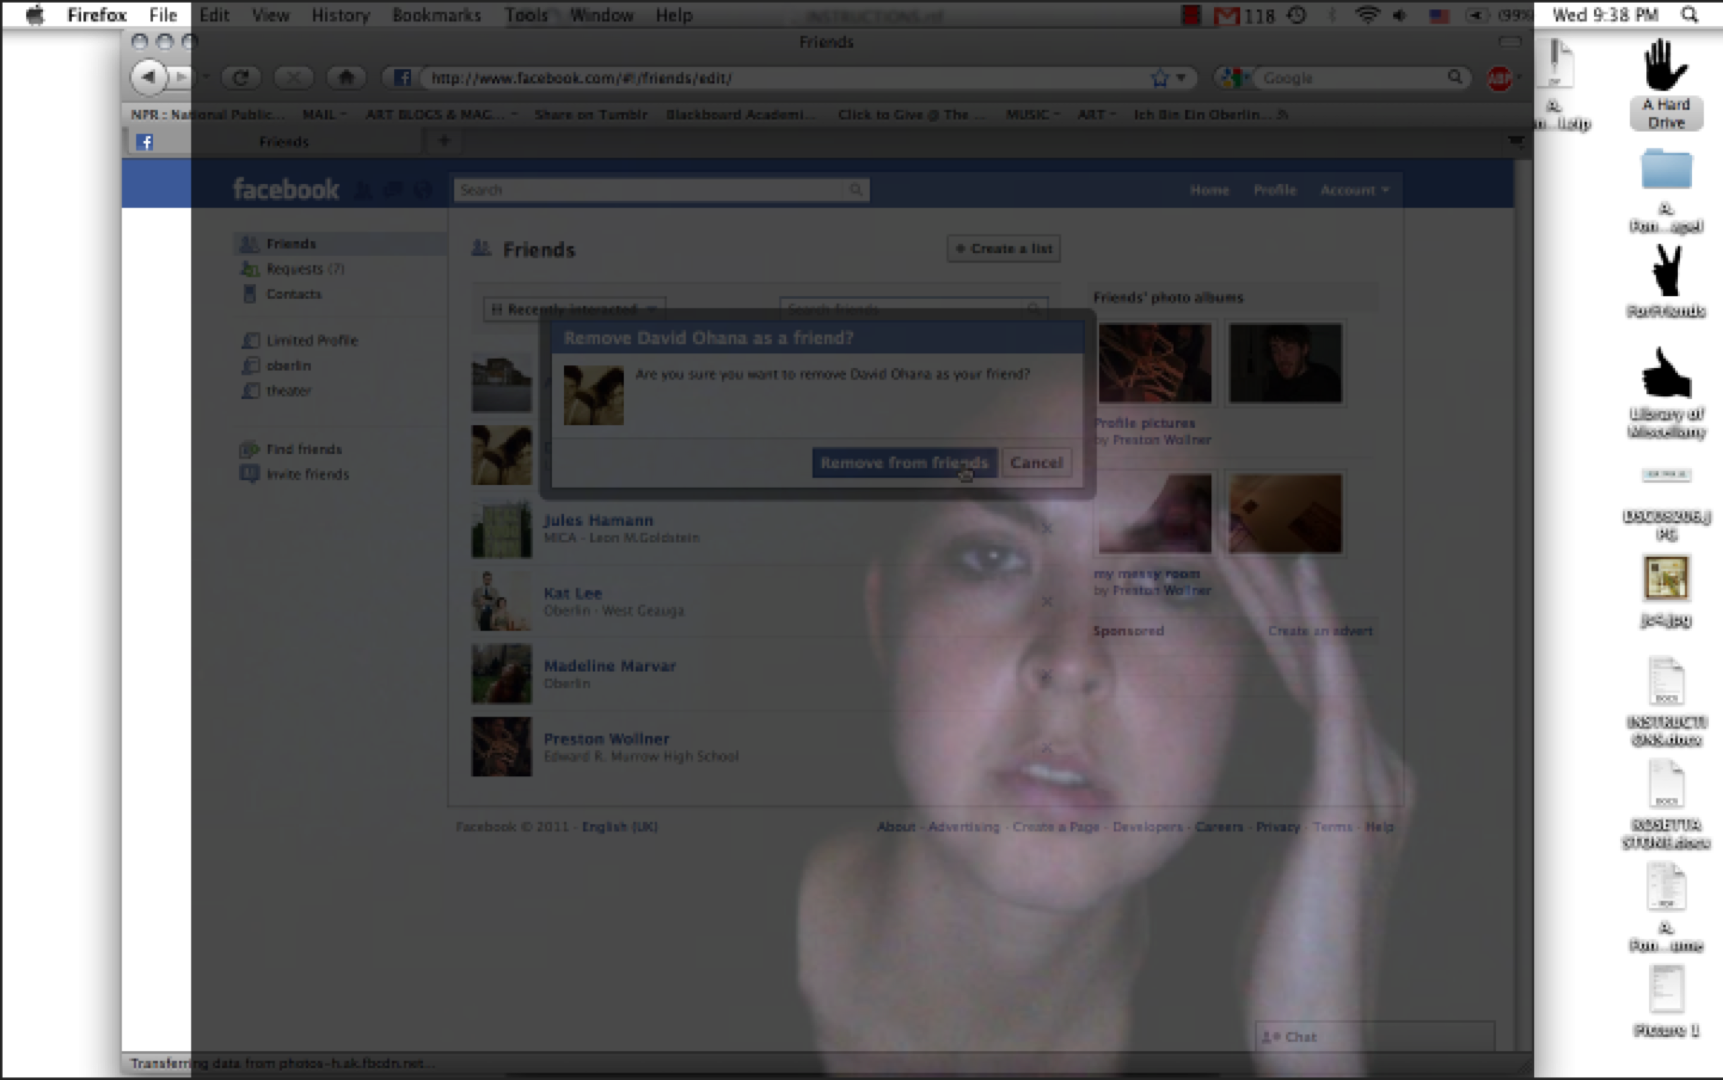 Firefox File Edit View History Bookmarks Tools Window Help
INSTRUCTIONS.rtf
118
(99%
Wed 9:38 PM
Friends
http://www.facebook.com/#!/friends/edit/
Google
ABP
NPR : National Public... MAIL ART BLOGS & MAG... Share on Tumblr Blackboard Academi... Click to Give @ The ... MUSIC ART Ich Bin Ein Oberlin...
Friends
facebook
Search
Home Profile Account
Friends
Requests (7)
Contacts
Limited Profile
oberlin
theater
Find friends
Invite friends
Friends
Create a list
Recently interacted
Search friends
Remove David Ohana as a friend?
Are you sure you want to remove David Ohana as your friend?
Remove from friends
Cancel
Jules Hamann
MICA - Leon M.Goldstein
Kat Lee
Oberlin - West Geauga
Madeline Marvar
Oberlin
Preston Wollner
Edward R. Murrow High School
Friends' photo albums
Profile pictures
by Preston Wollner
my messy room
by Preston Wollner
Sponsored
Create an advert
Facebook © 2011 · English (UK)
About · Advertising · Create a Page · Developers · Careers · Privacy · Terms · Help
Chat
Transferring data from photos-h.ak.fbcdn.net...
A Hard
Drive
ForFriends
Library of
Miscellany
DOCX
INSTRUCTI
ONS.docx
DOCX
ROSETTA
STONE.docx
PDF
Picture 1